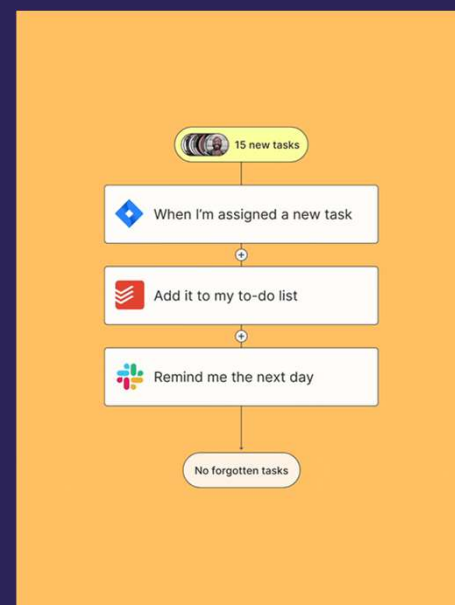 15 new tasks
When I'm assigned a new task
Add it to my to-do list
Remind me the next day
No forgotten tasks